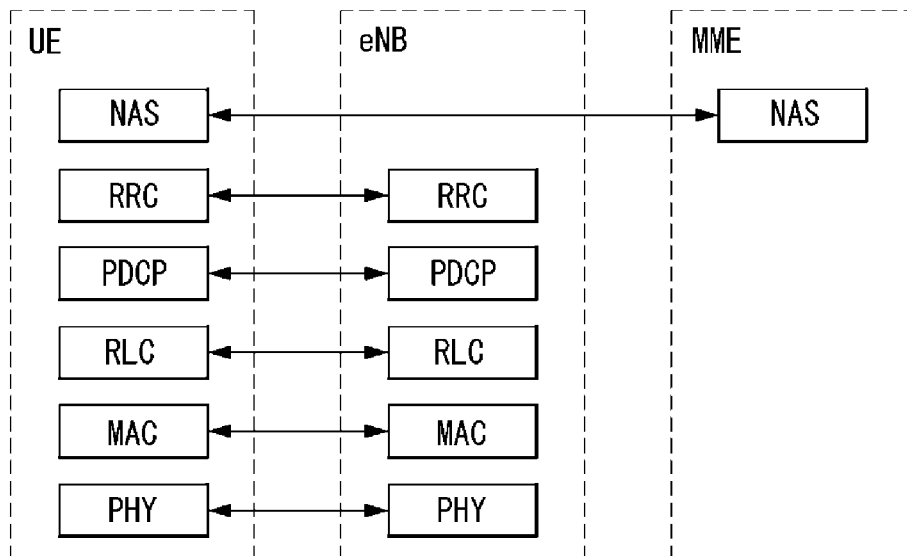 UE eNB MME
NAS NAS
RRC RRC
PDCP PDCP
RLC RLC
MAC MAC
PHY PHY